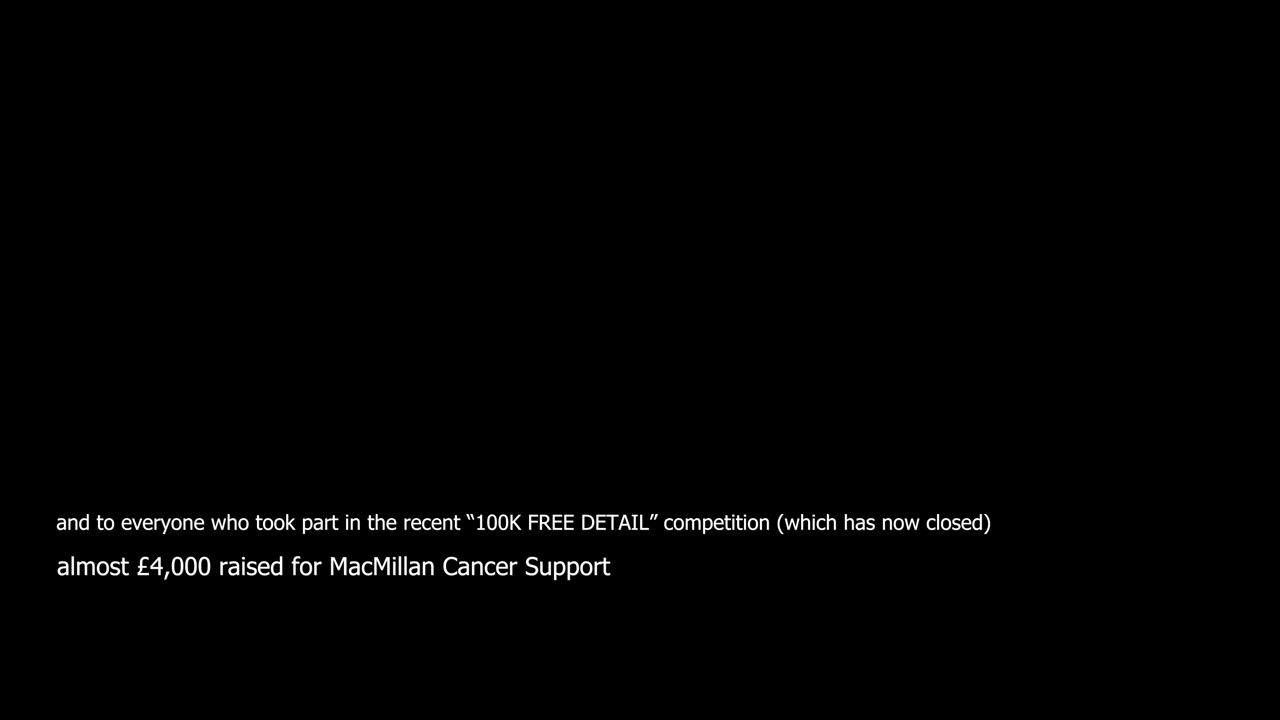 and to everyone who took part in the recent “100K FREE DETAIL” competition (which has now closed)
almost £4,000 raised for MacMillan Cancer Support